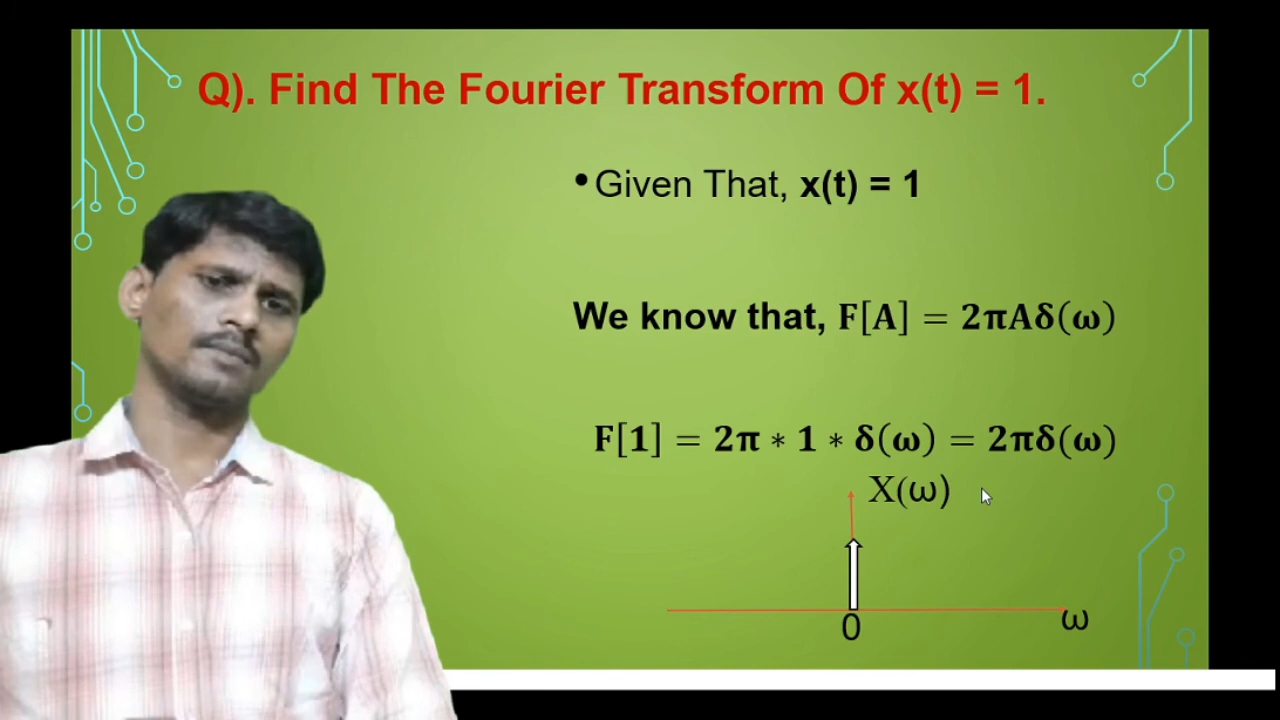 Q). Find The Fourier Transform Of x(t) = 1.
•Given That, x(t) = 1
We know that, F[A] = 2πAδ(ω)
F[1] = 2π ∗ 1 ∗ δ(ω) = 2πδ(ω)
X(ω)
0
ω